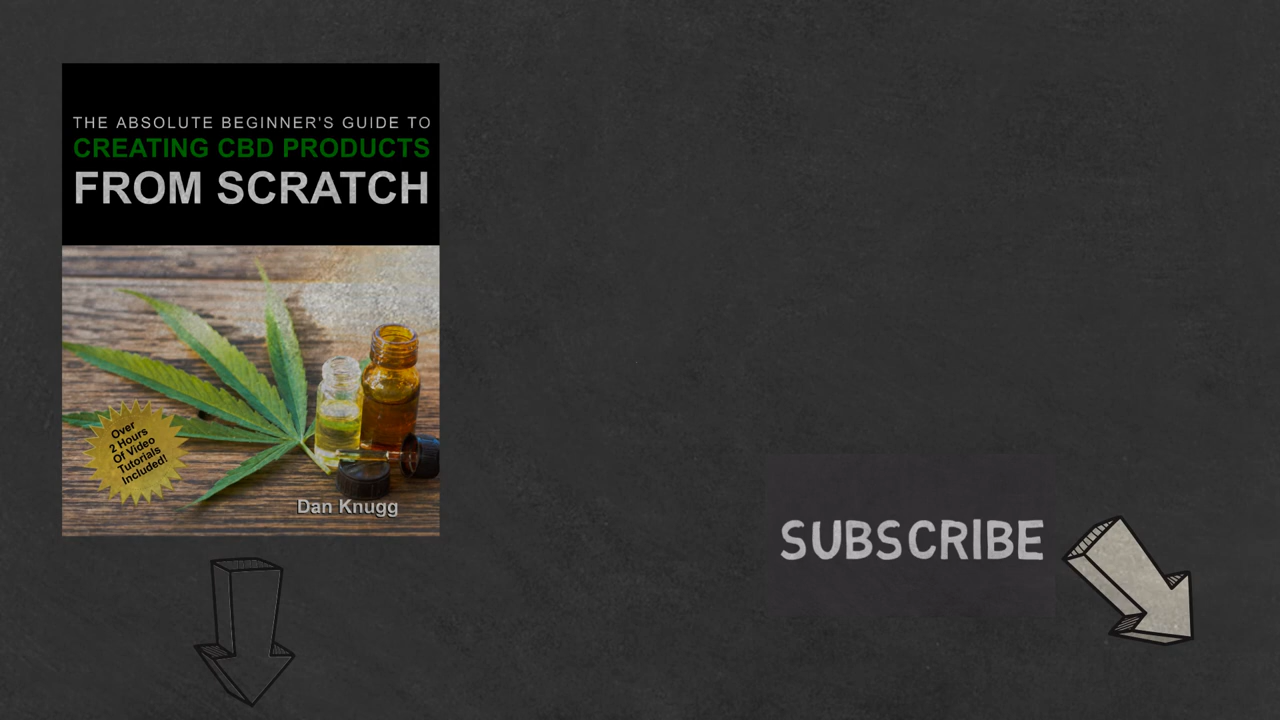 THE ABSOLUTE BEGINNER'S GUIDE TO
CREATING CBD PRODUCTS
FROM SCRATCH
Over
2 Hours
Of Video
Tutorials
Included!
Dan Knugg
SUBSCRIBE